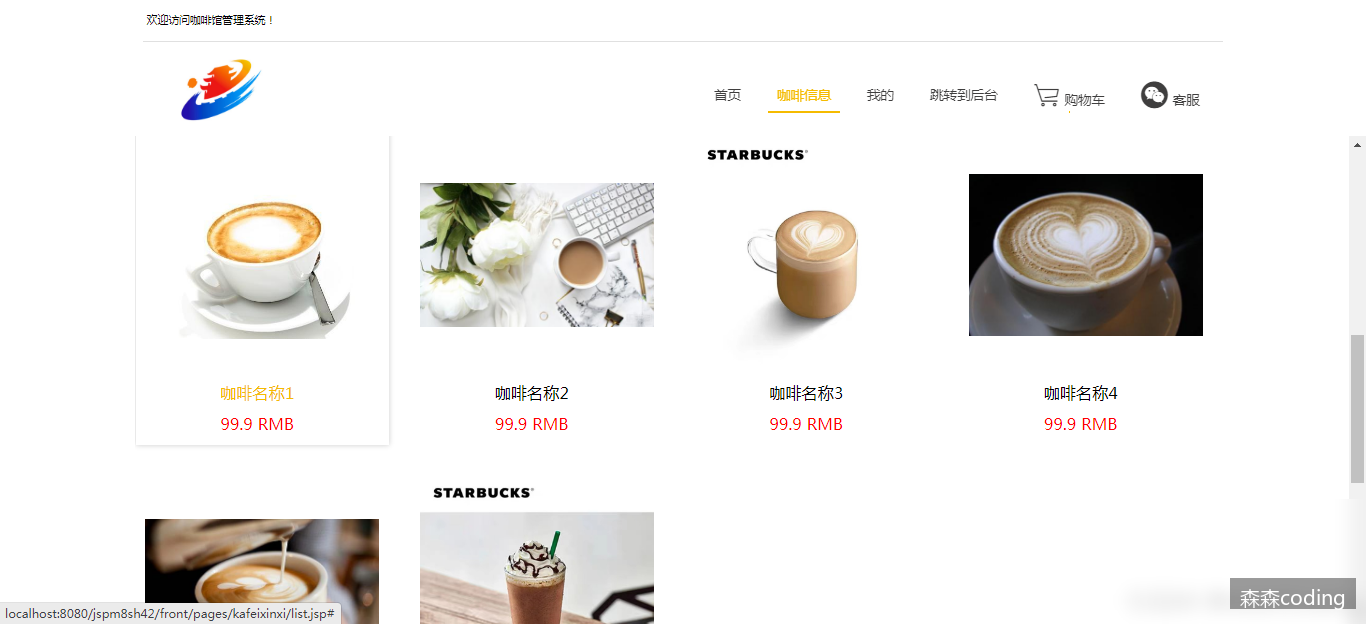 欢迎访问咖啡馆管理系统！
首页 咖啡信息 我的 跳转到后台 购物车 客服
STARBUCKS
咖啡名称1 咖啡名称2 咖啡名称3 咖啡名称4
99.9 RMB 99.9 RMB 99.9 RMB 99.9 RMB
STARBUCKS
森森coding
localhost:8080/jspm8sh42/front/pages/kafeixinxi/list.jsp#